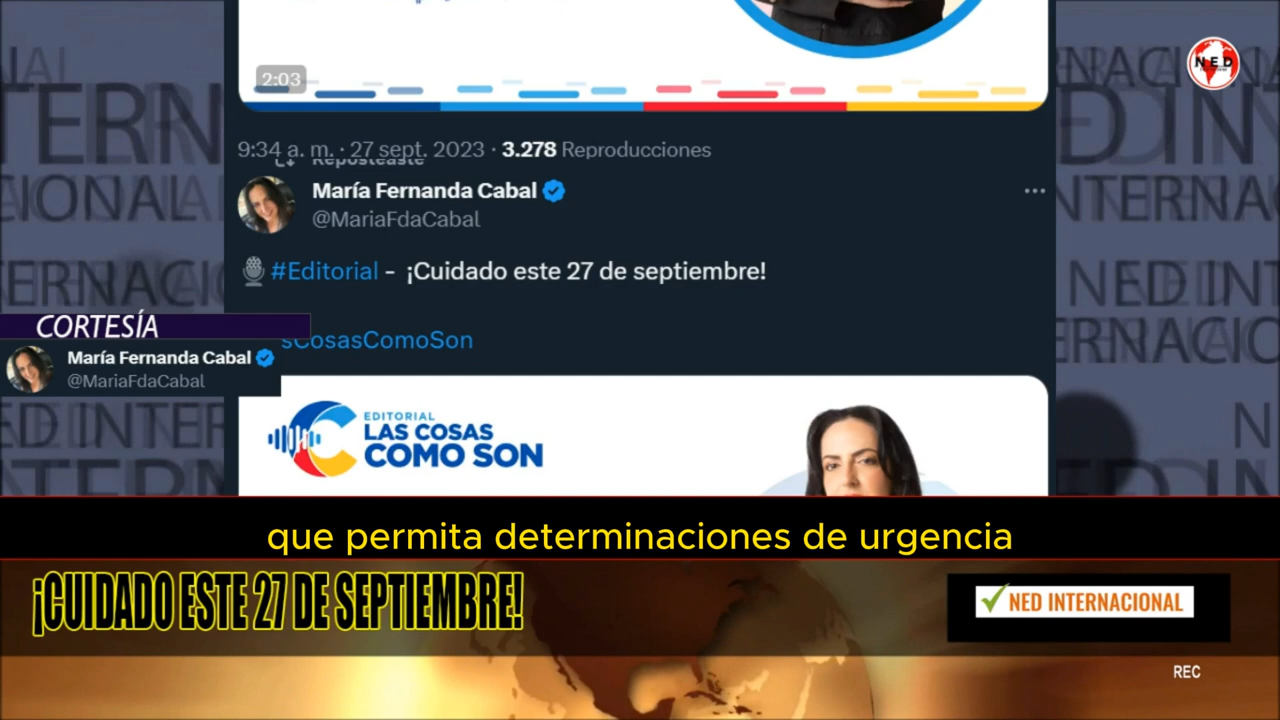 2:03
NED
9:34 a. m. · 27 sept. 2023 · 3.278 Reproducciones
Reposteaste
María Fernanda Cabal
@MariaFdaCabal
#Editorial - ¡Cuidado este 27 de septiembre!
CORTESÍA
María Fernanda Cabal
@MariaFdaCabal
sCosasComoSon
EDITORIAL
LAS COSAS
COMO SON
que permita determinaciones de urgencia
¡CUIDADO ESTE 27 DE SEPTIEMBRE!
NED INTERNACIONAL
REC